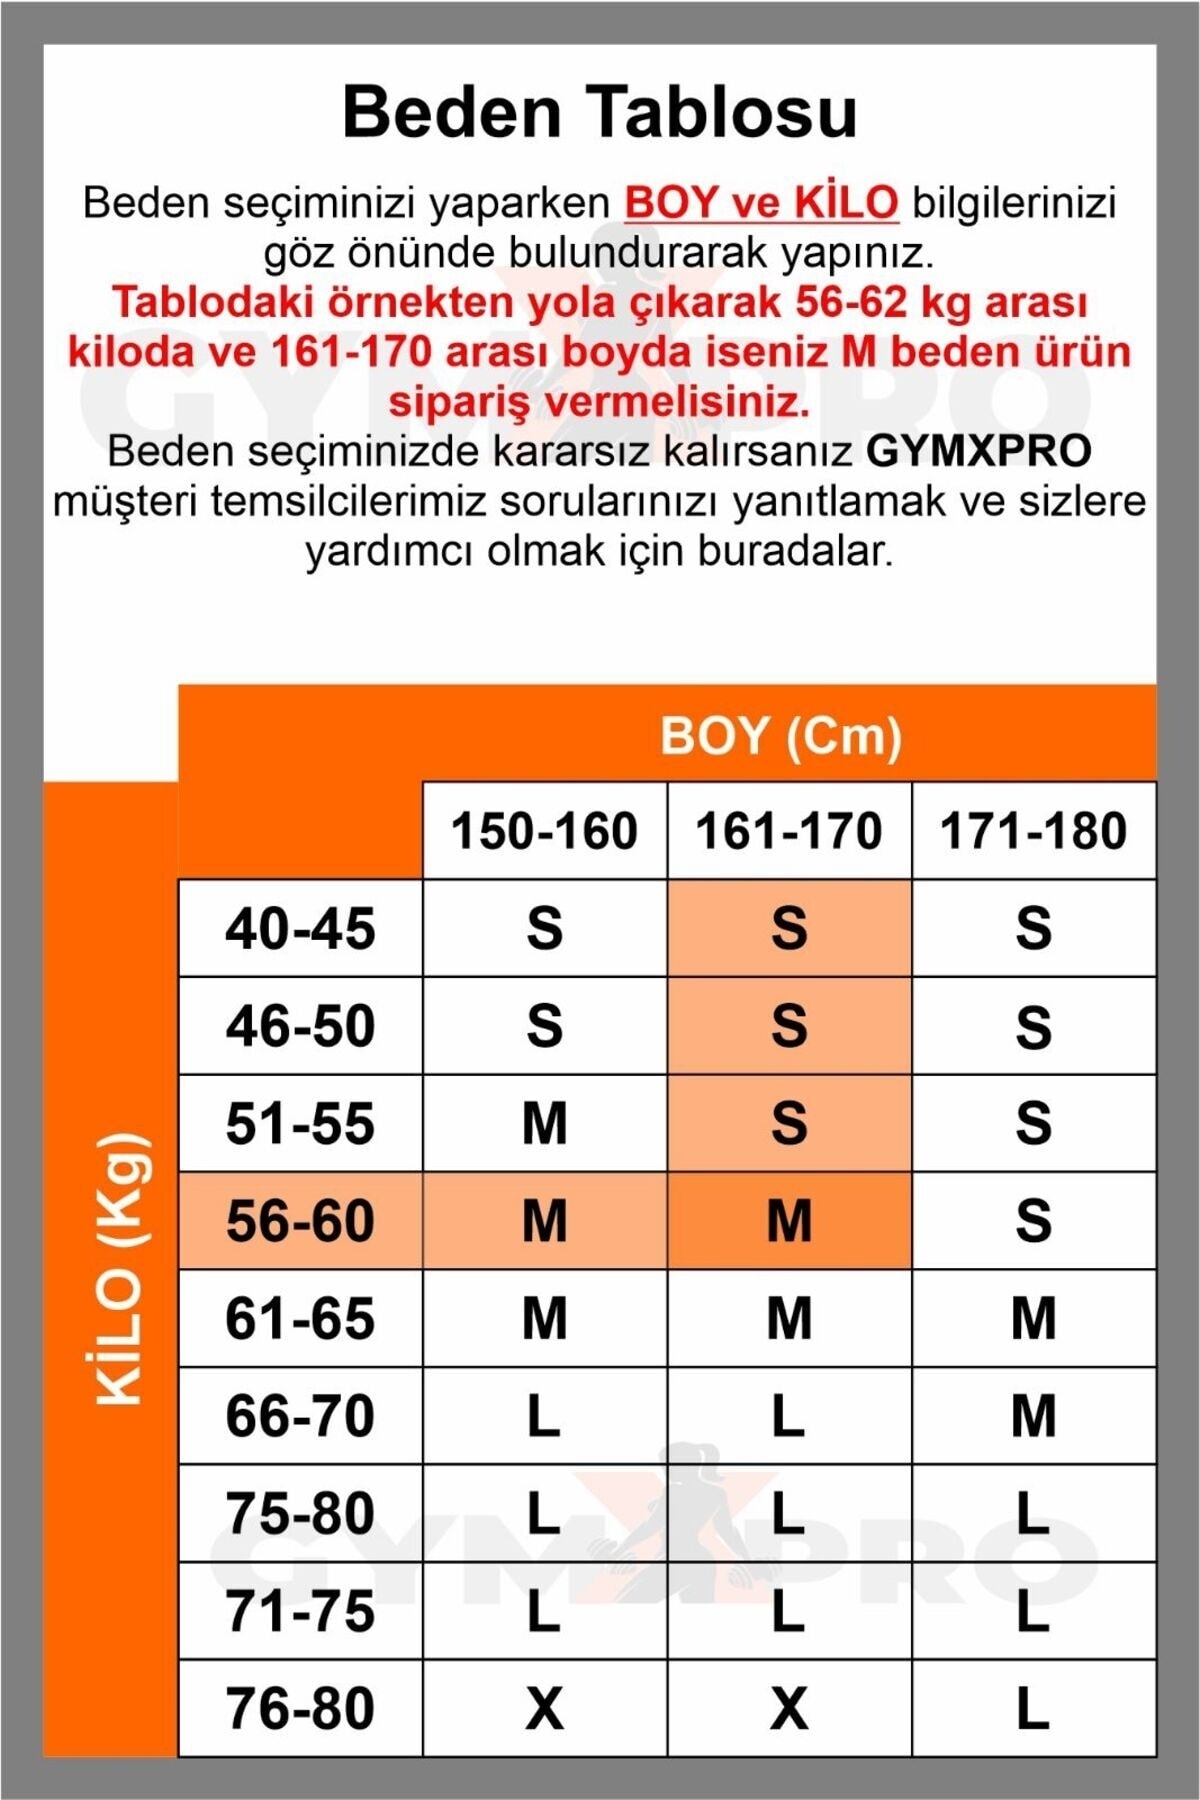 Beden Tablosu
Beden seçiminizi yaparken BOY ve KİLO bilgilerinizi
göz önünde bulundurarak yapınız.
Tablodaki örnekten yola çıkarak 56-62 kg arası
kiloda ve 161-170 arası boyda iseniz M beden ürün
sipariş vermelisiniz.
Beden seçiminizde kararsız kalırsanız GYMXPRO
müşteri temsilcilerimiz sorularınızı yanıtlamak ve sizlere
yardımcı olmak için buradalar.
GYMXPRO
BOY (Cm)
KİLO (Kg)
150-160 161-170 171-180
40-45 S S S
46-50 S S S
51-55 M S S
56-60 M M S
61-65 M M M
66-70 L L M
75-80 L L L
71-75 L L L
76-80 X X L
GYMXPRO